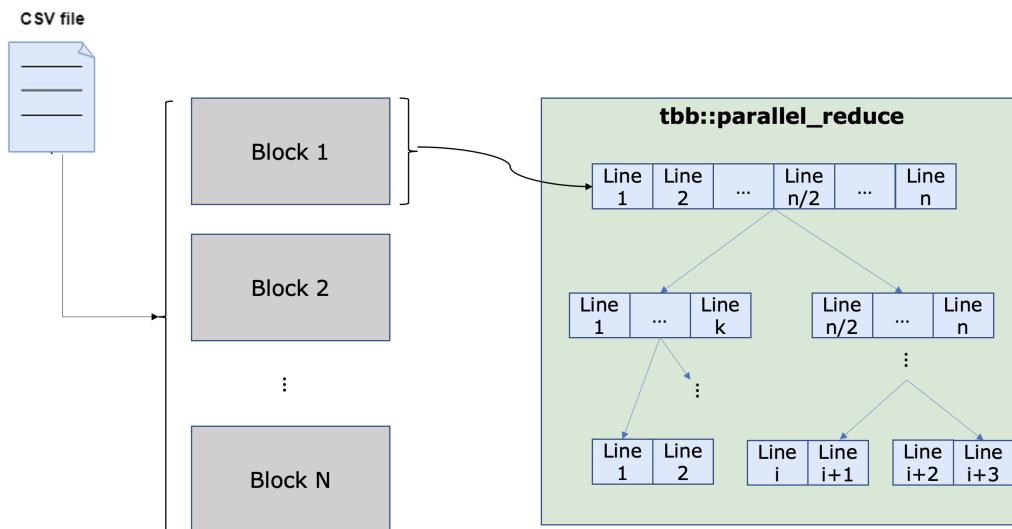 CSV file
Block 1
Block 2
⋮
Block N
tbb::parallel_reduce
Line 1 Line 2 ... Line n/2 ... Line n
Line 1 ... Line k
Line n/2 ... Line n
⋮
⋮
Line 1 Line 2
Line i Line i+1
Line i+2 Line i+3